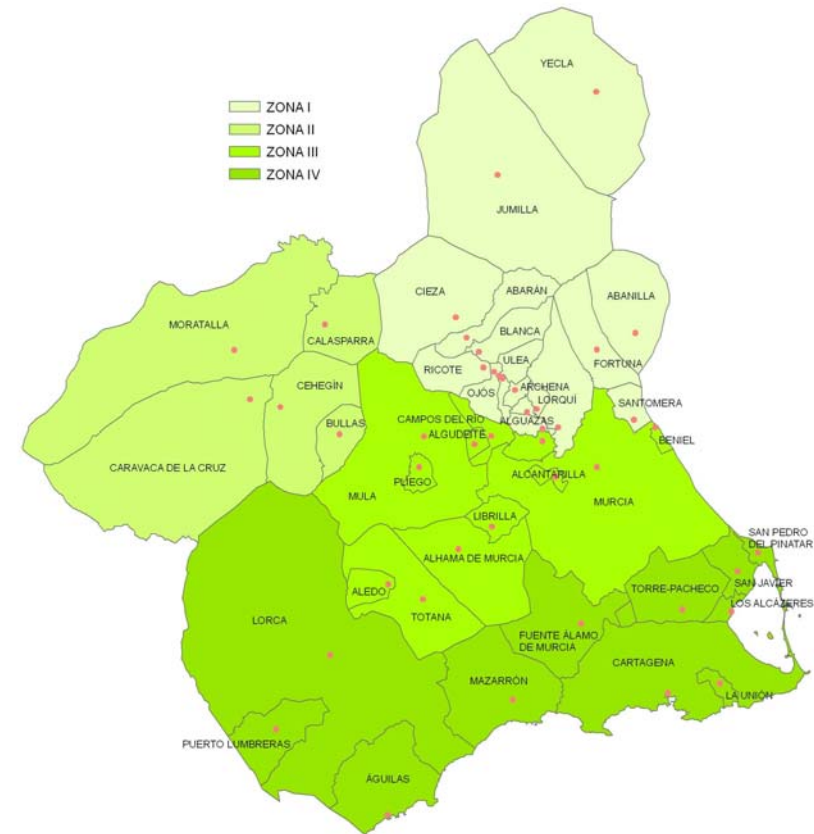 YECLA
ZONA I
ZONA II
ZONA III
ZONA IV
JUMILLA
CIEZA
ABARÁN
ABANILLA
MORATALLA
BLANCA
CALASPARRA
ULEA
RICOTE
FORTUNA
CEHEGÍN
OJÓS
ARCHENA
LORQUÍ
SANTOMERA
CAMPOS DEL RÍO
ALGUAZAS
BULLAS
ALGUDEITE
BENIEL
CARAVACA DE LA CRUZ
ALCANTARILLA
PLIEGO
MULA
MURCIA
LIBRILLA
SAN PEDRO
DEL PINATAR
ALHAMA DE MURCIA
SAN JAVIER
TORRE-PACHECO
ALEDO
LOS ALCÁZERES
TOTANA
LORCA
FUENTE ÁLAMO
DE MURCIA
CARTAGENA
MAZARRÓN
LA UNIÓN
PUERTO LUMBRERAS
ÁGUILAS